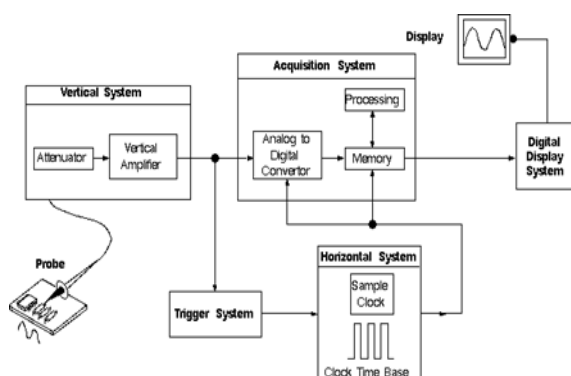 Display
Acquisition System
Vertical System
Processing
Attenuator
Vertical
Amplifier
Analog to
Digital
Convertor
Memory
Digital
Display
System
Probe
Trigger System
Horizontal System
Sample
Clock
Clock Time Base